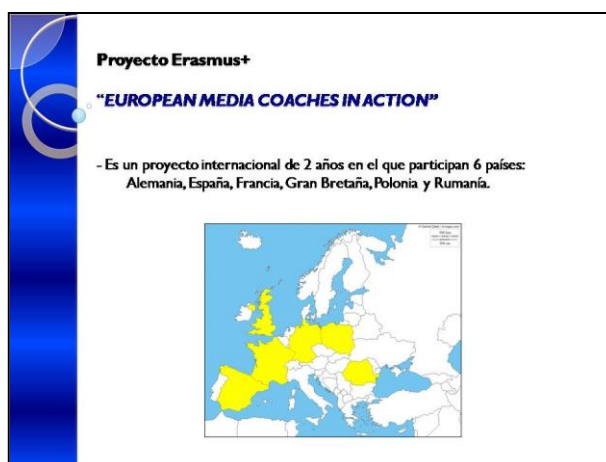 Proyecto Erasmus+
“EUROPEAN MEDIA COACHES IN ACTION”
- Es un proyecto internacional de 2 años en el que participan 6 países:
Alemania, España, Francia, Gran Bretaña, Polonia y Rumanía.